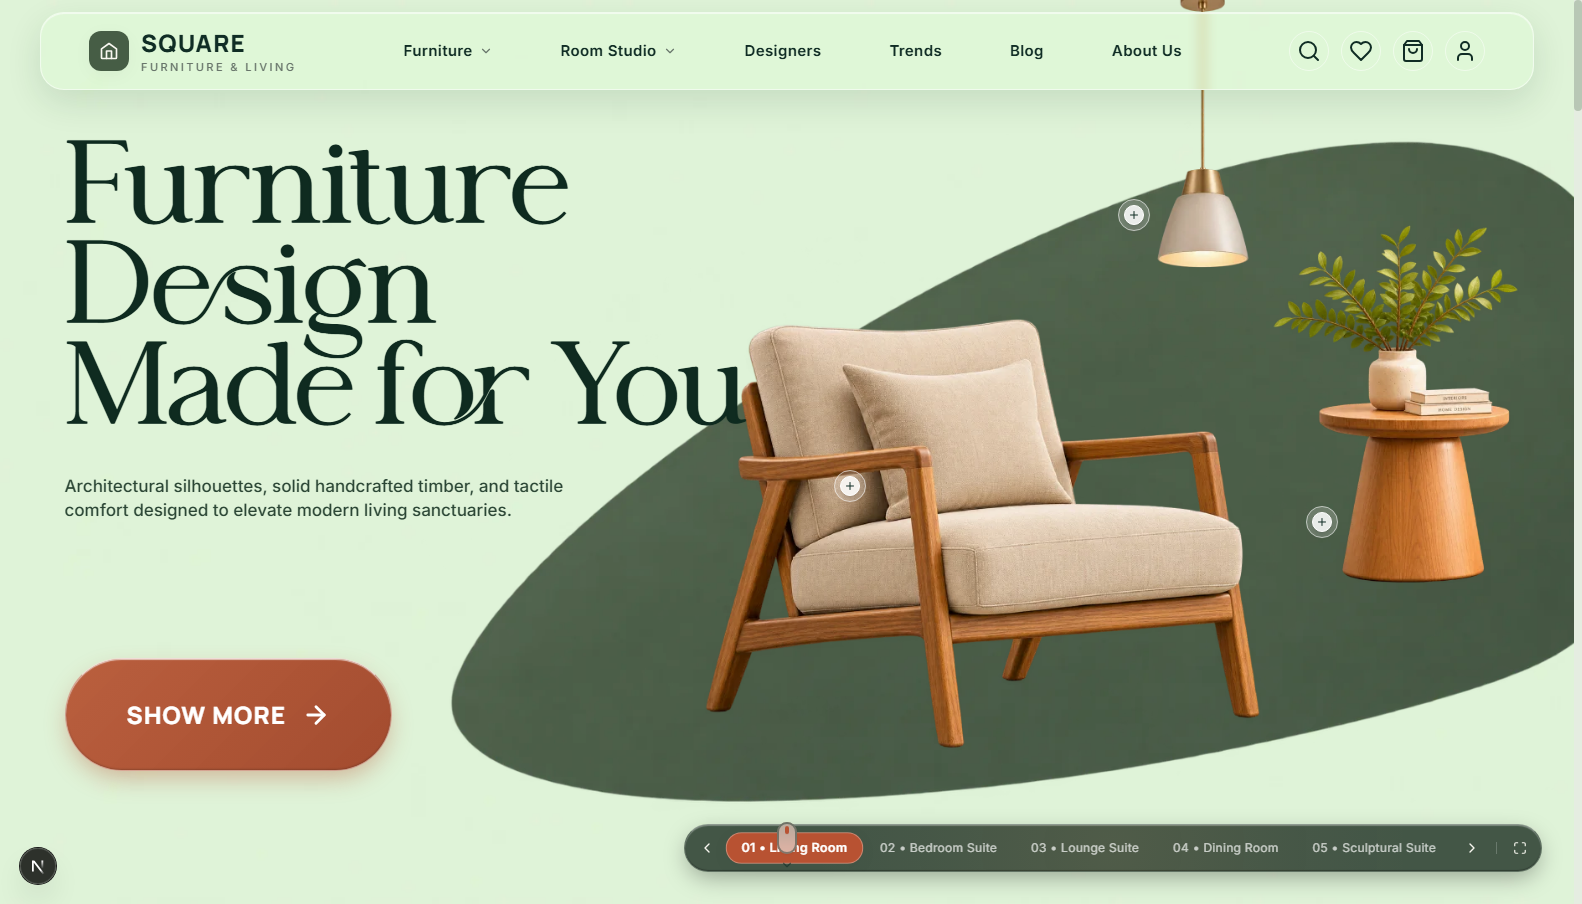 SQUARE
FURNITURE & LIVING
Furniture
Room Studio
Designers
Trends
Blog
About Us
Furniture
Design
Made for You
Architectural silhouettes, solid handcrafted timber, and tactile
comfort designed to elevate modern living sanctuaries.
SHOW MORE
01 • Living Room
02 • Bedroom Suite
03 • Lounge Suite
04 • Dining Room
05 • Sculptural Suite
N